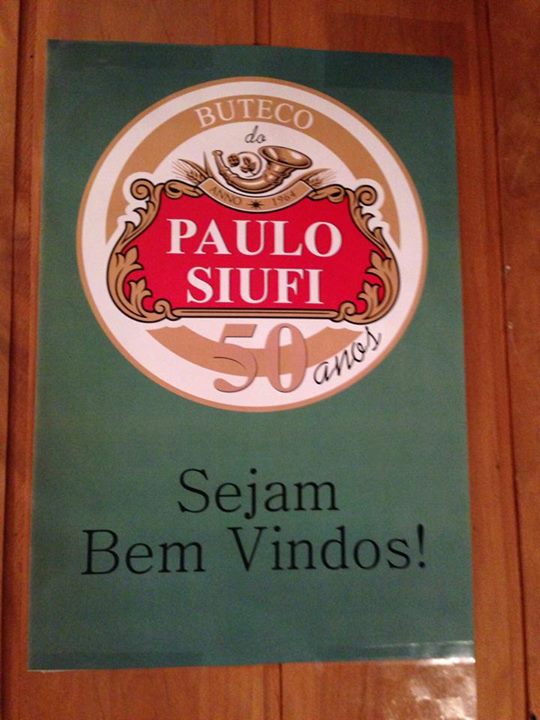 BUTECO
do
ANNO 1964
PAULO
SIUFI
50 anos
Sejam
Bem Vindos!